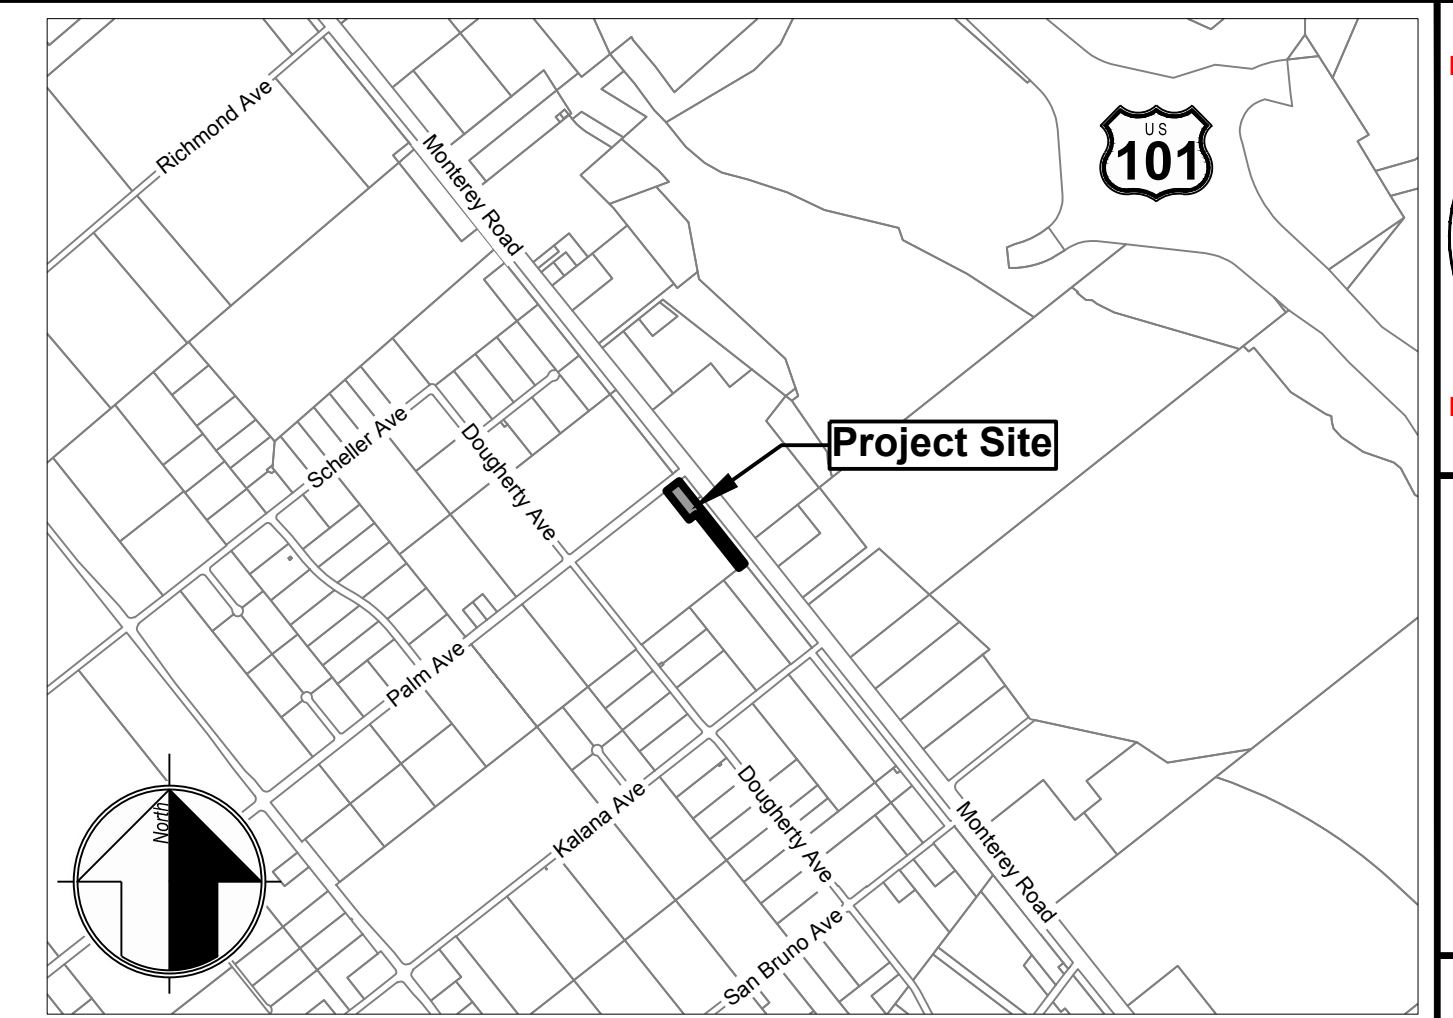 Richmond Ave
US
101
Monterey Road
Scheller Ave
Dougherty Ave
Project Site
Palm Ave
Kalana Ave
Dougherty Ave
North
Monterey Road
San Bruno Ave